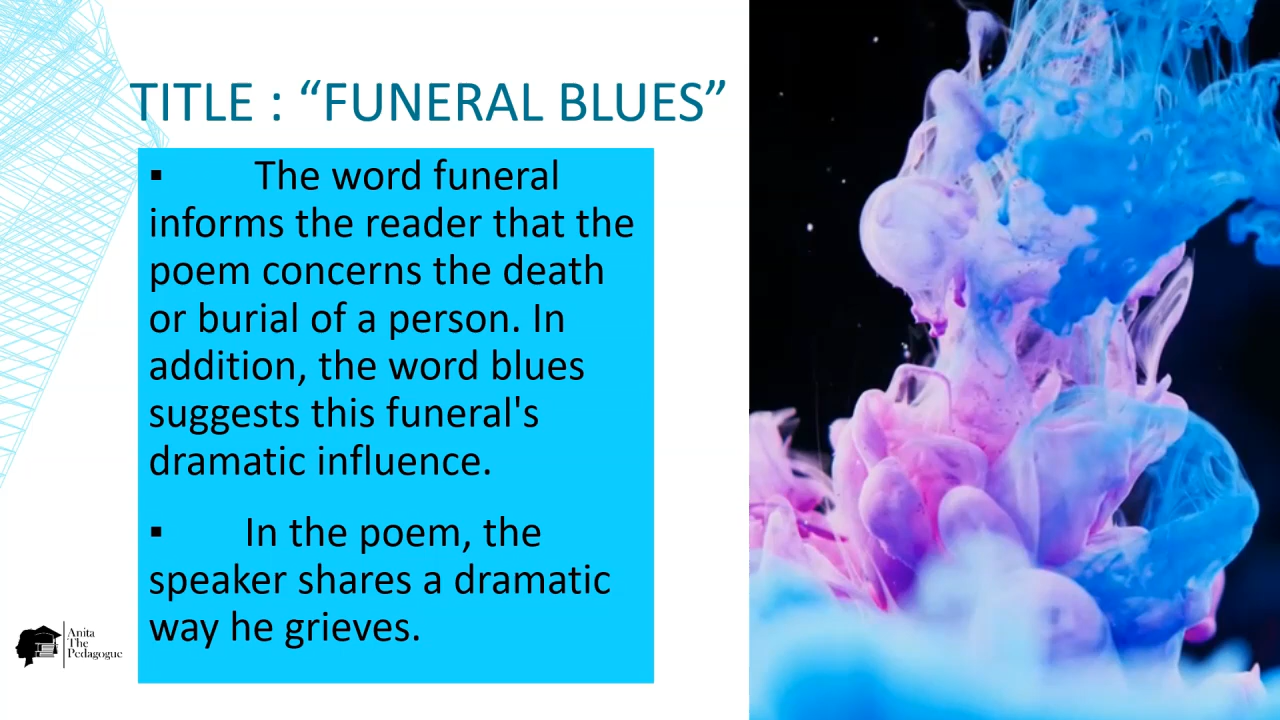 TITLE : “FUNERAL BLUES”
▪ The word funeral
informs the reader that the
poem concerns the death
or burial of a person. In
addition, the word blues
suggests this funeral's
dramatic influence.
▪ In the poem, the
speaker shares a dramatic
way he grieves.
Anita
The
Pedagogue